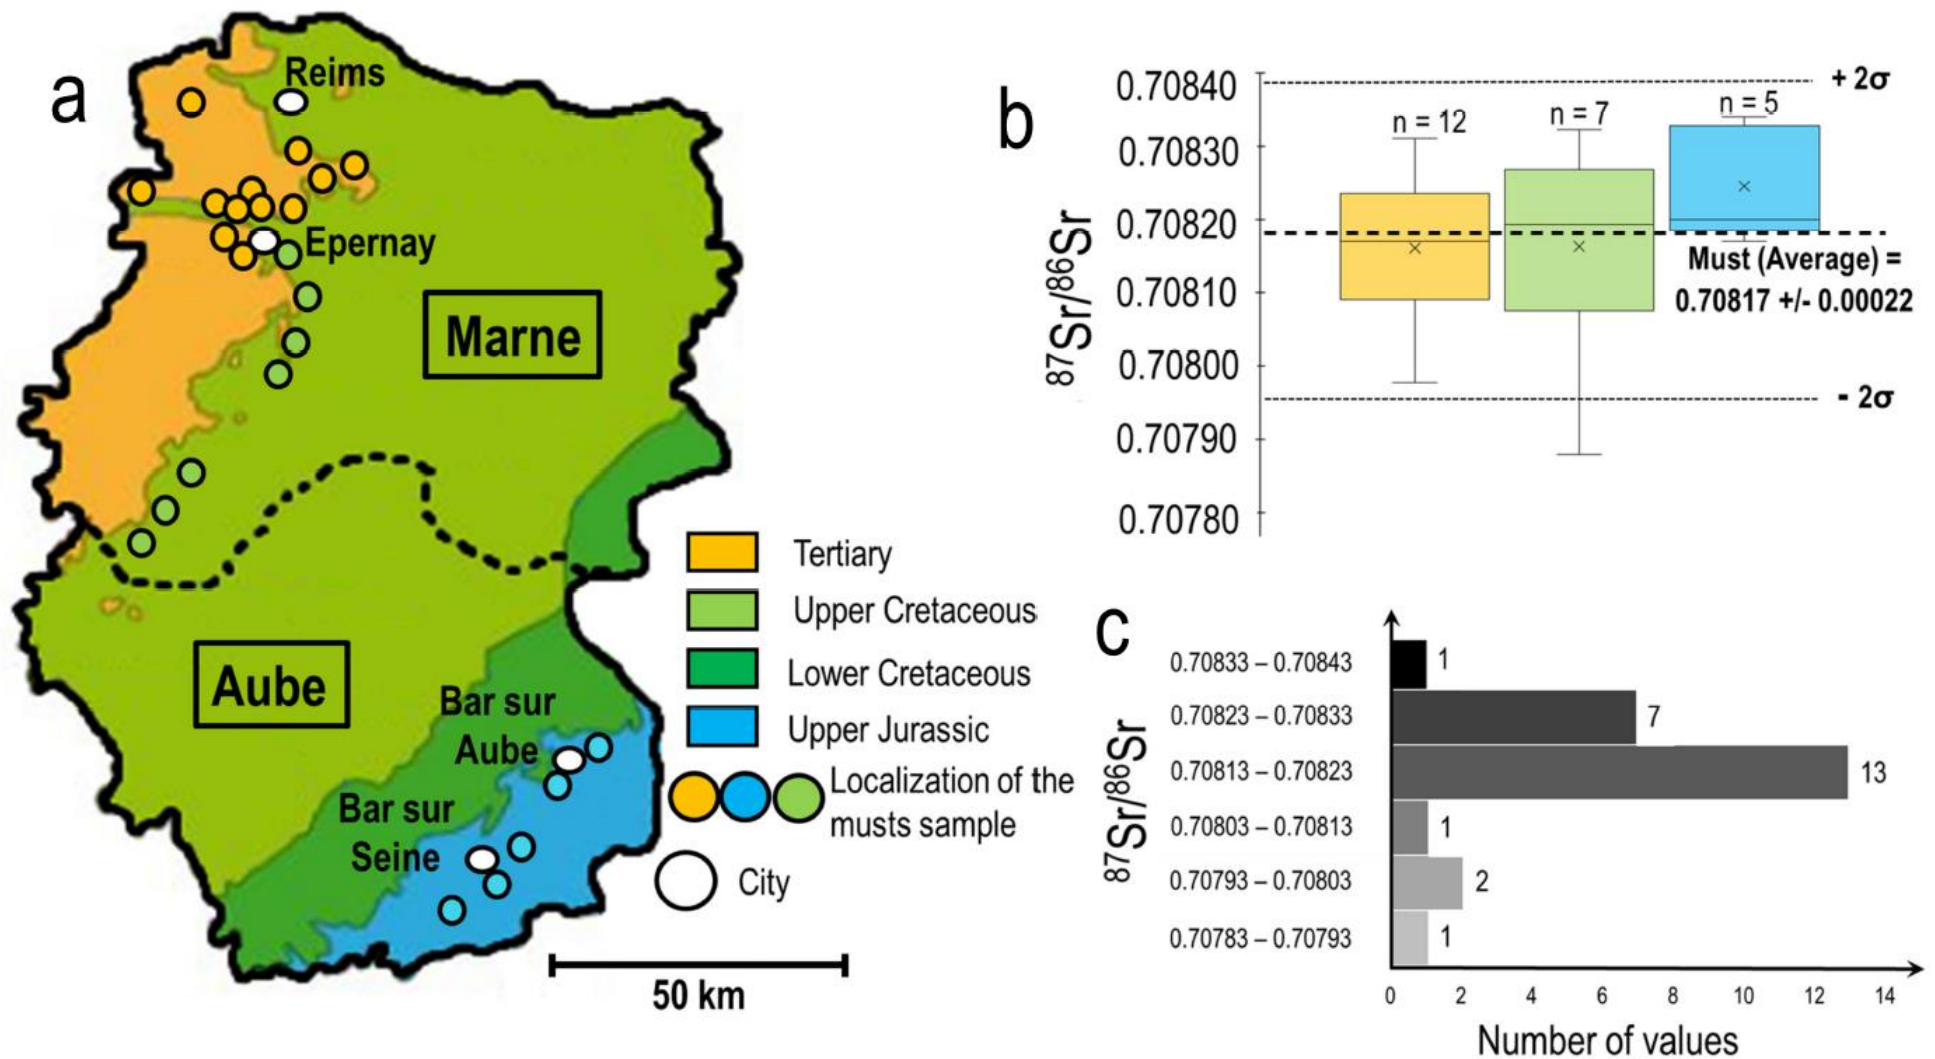 a
Reims
Epernay
Marne
Aube
Bar sur
Aube
Bar sur
Seine
Tertiary
Upper Cretaceous
Lower Cretaceous
Upper Jurassic
Localization of the
musts sample
City
50 km
b
87Sr/86Sr
0.70840
0.70830
0.70820
0.70810
0.70800
0.70790
0.70780
n = 12
n = 7
n = 5
+ 2σ
Must (Average) =
0.70817 +/- 0.00022
- 2σ
c
87Sr/86Sr
0.70833 – 0.70843
1
0.70823 – 0.70833
7
0.70813 – 0.70823
13
0.70803 – 0.70813
1
0.70793 – 0.70803
2
0.70783 – 0.70793
1
0 2 4 6 8 10 12 14
Number of values